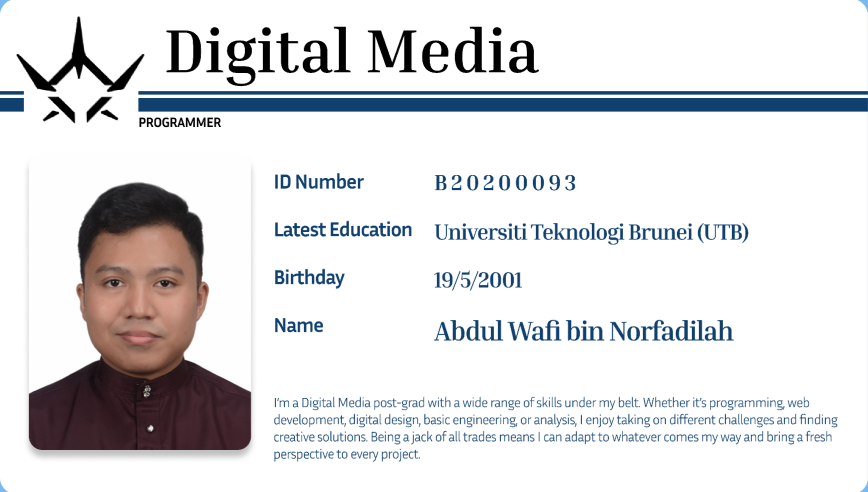 Digital Media
PROGRAMMER
ID Number B20200093
Latest Education Universiti Teknologi Brunei (UTB)
Birthday 19/5/2001
Name Abdul Wafi bin Norfadilah
I'm a Digital Media post-grad with a wide range of skills under my belt. Whether it's programming, web
development, digital design, basic engineering, or analysis, I enjoy taking on different challenges and finding
creative solutions. Being a jack of all trades means I can adapt to whatever comes my way and bring a fresh
perspective to every project.